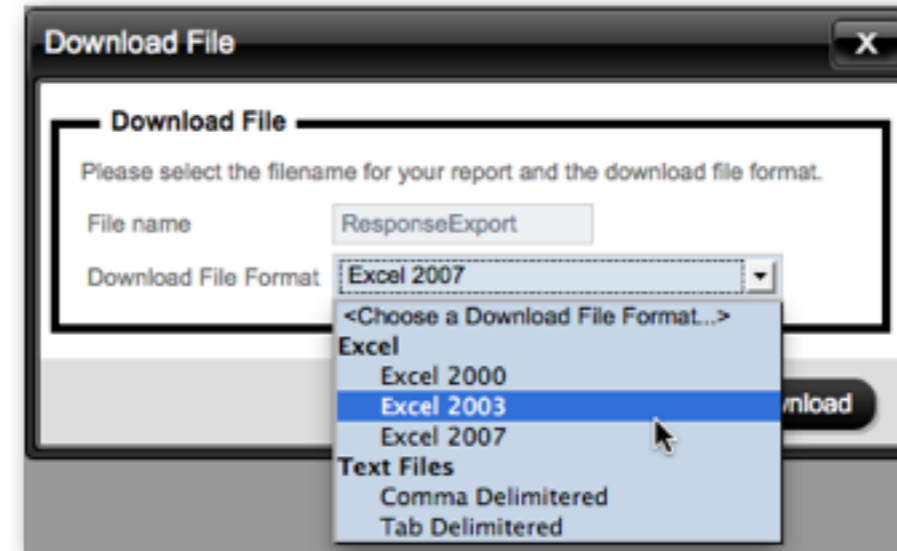 Download File
X
Download File
Please select the filename for your report and the download file format.
File name ResponseExport
Download File Format Excel 2007
<Choose a Download File Format...>
Excel
Excel 2000
Excel 2003
nload
Excel 2007
Text Files
Comma Delimitered
Tab Delimitered